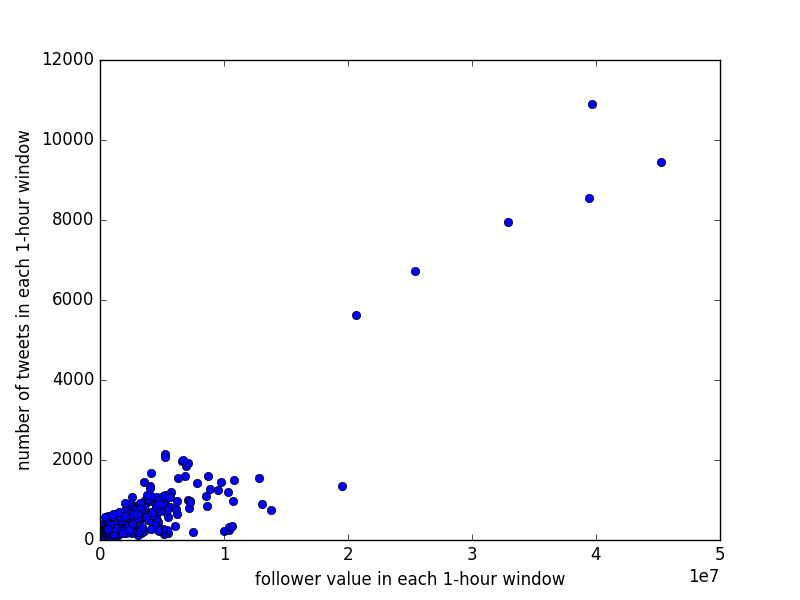 12000
10000
8000
6000
4000
2000
0
number of tweets in each 1-hour window
0 1 2 3 4 5
1e7
follower value in each 1-hour window